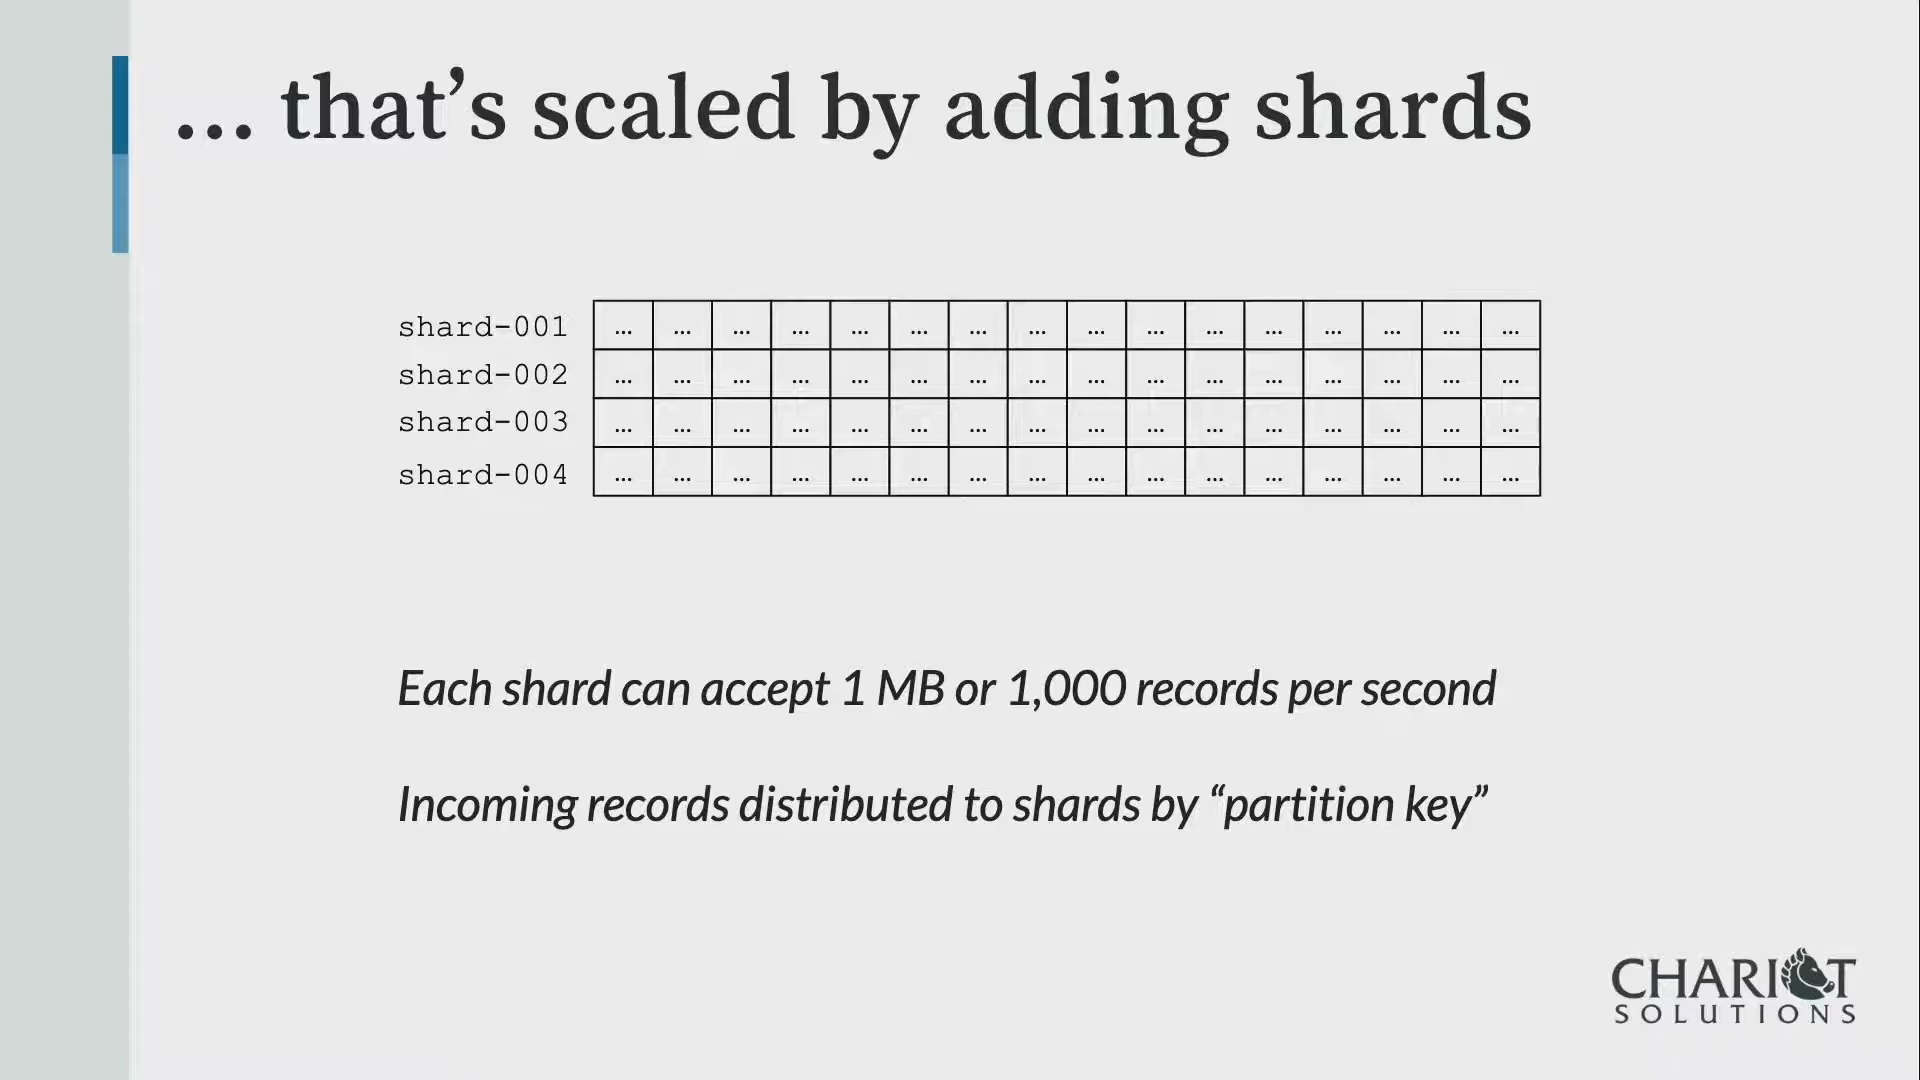 ... that’s scaled by adding shards
shard-001 ... ... ... ... ... ... ... ... ... ... ... ... ... ... ... ...
shard-002 ... ... ... ... ... ... ... ... ... ... ... ... ... ... ... ...
shard-003 ... ... ... ... ... ... ... ... ... ... ... ... ... ... ... ...
shard-004 ... ... ... ... ... ... ... ... ... ... ... ... ... ... ... ...
Each shard can accept 1 MB or 1,000 records per second
Incoming records distributed to shards by “partition key”
CHARIOT
SOLUTIONS